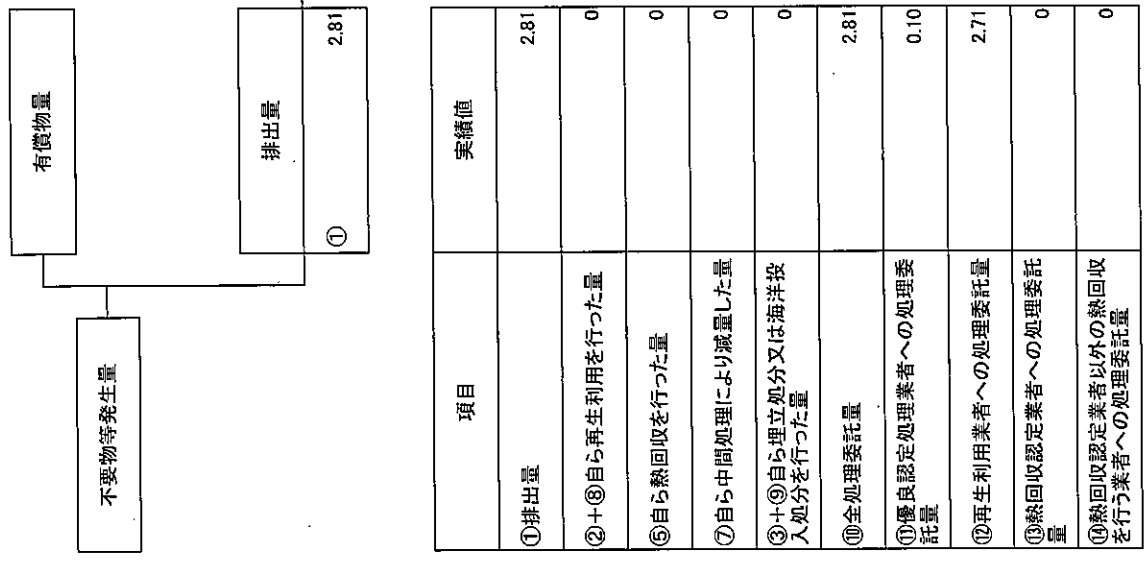 不要物等発生量
有償物量
排出量
① 2.81
項目 実績値
①排出量 2.81
②+⑧自ら再生利用を行った量 0
⑤自ら熱回収を行った量 0
⑦自ら中間処理により減量した量 0
③+⑨自ら埋立処分又は海洋投
入処分を行った量 0
⑩全処理委託量 2.81
⑪優良認定処理業者への処理委
託量 0.10
⑫再生利用業者への処理委託量 2.71
⑬熱回収認定業者への処理委託
量 0
⑭熱回収認定業者以外の熱回収
を行う業者への処理委託量 0